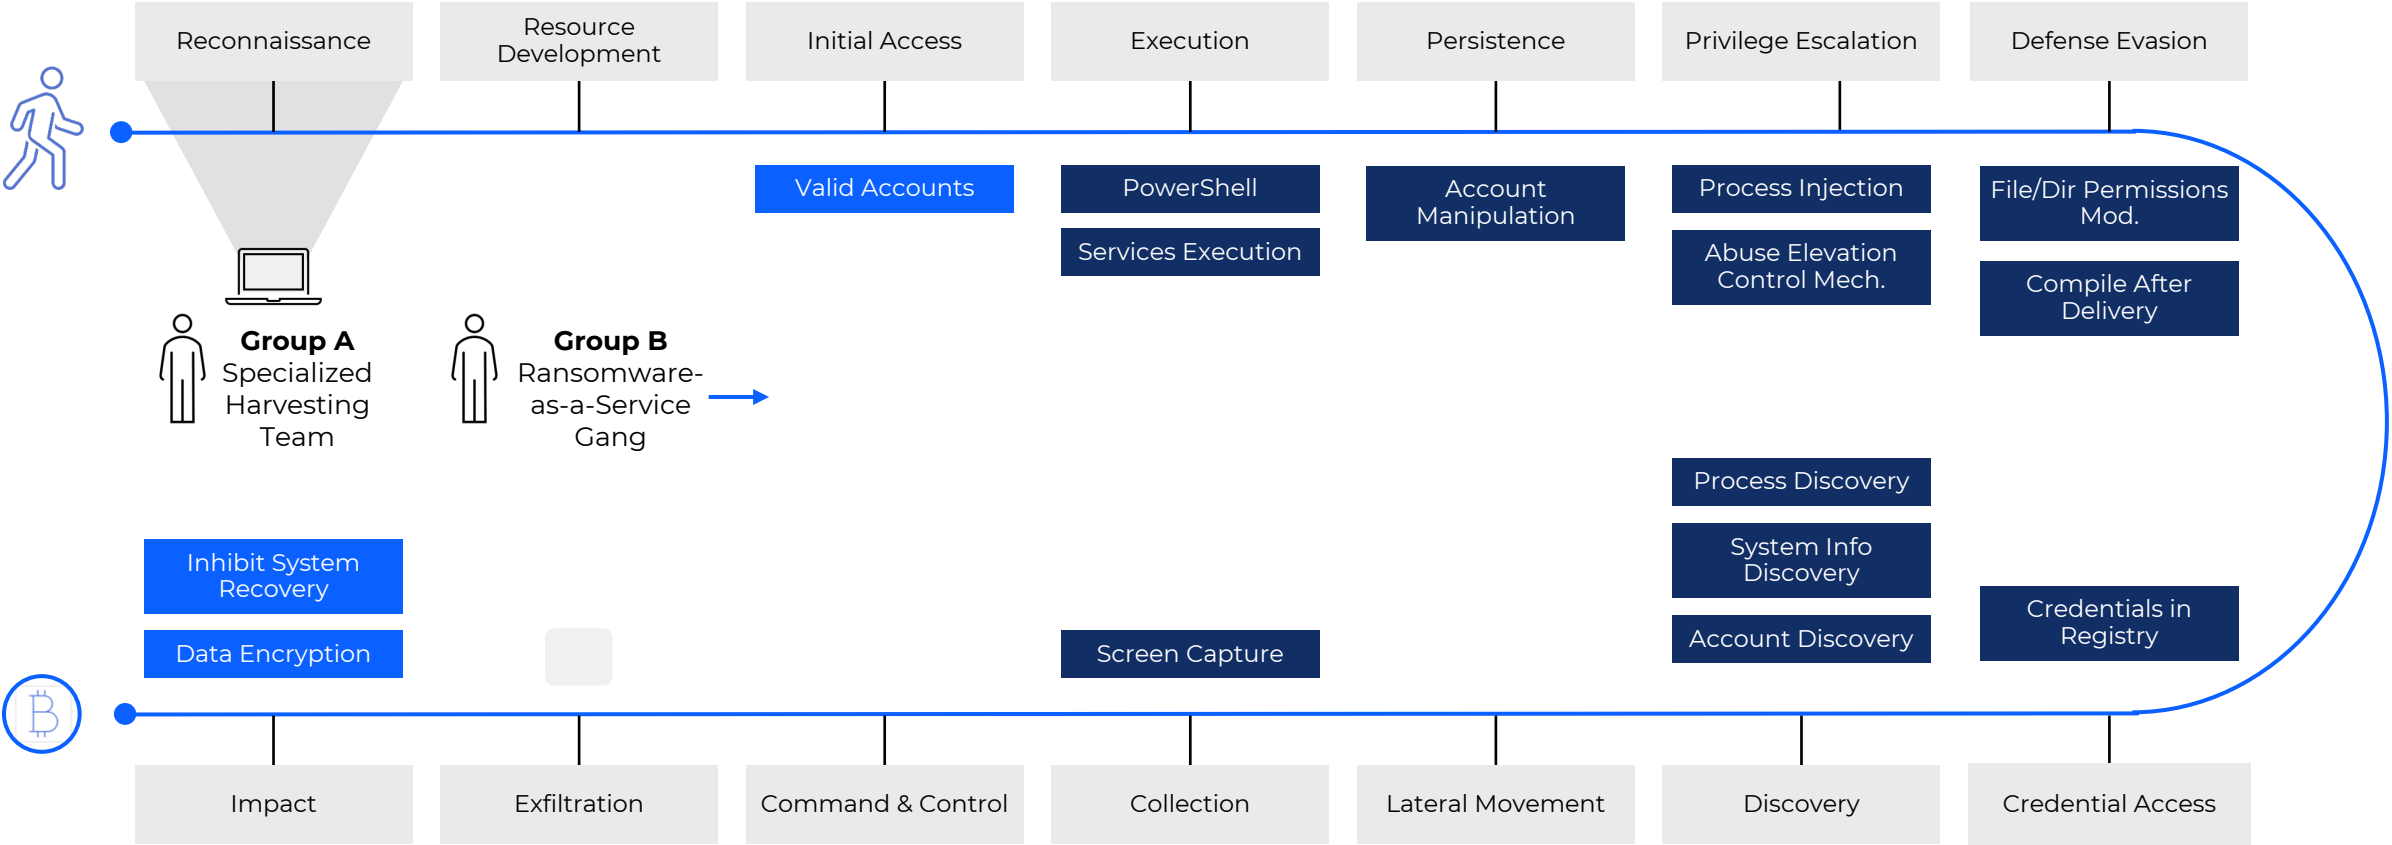 Reconnaissance
Resource
Development
Initial Access
Execution
Persistence
Privilege Escalation
Defense Evasion
Valid Accounts
PowerShell
Services Execution
Account
Manipulation
Process Injection
Abuse Elevation
Control Mech.
File/Dir Permissions
Mod.
Compile After
Delivery
Group A
Specialized
Harvesting
Team
Group B
Ransomware-
as-a-Service
Gang
Process Discovery
System Info
Discovery
Account Discovery
Credentials in
Registry
Inhibit System
Recovery
Data Encryption
Screen Capture
Impact
Exfiltration
Command & Control
Collection
Lateral Movement
Discovery
Credential Access